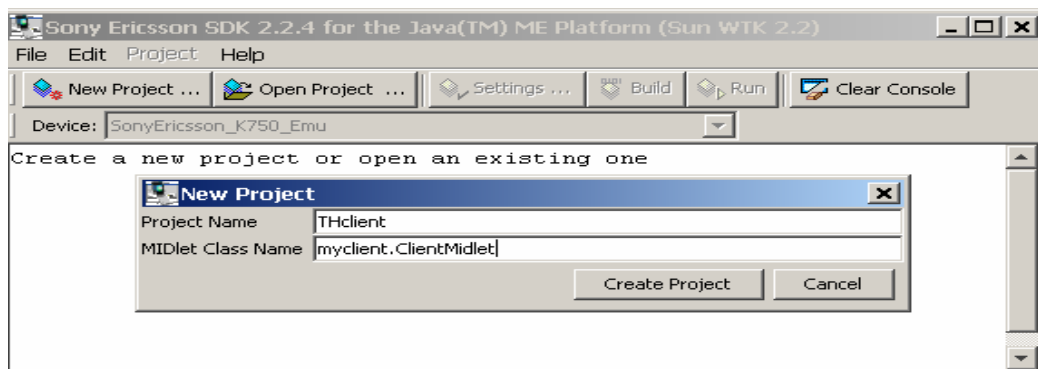 Sony Ericsson SDK 2.2.4 for the Java(TM) ME Platform (Sun WTK 2.2)
File Edit Project Help
New Project ... Open Project ... Settings ... Build Run Clear Console
Device: SonyEricsson_K750_Emu
Create a new project or open an existing one
New Project
Project Name THclient
MIDlet Class Name myclient.ClientMidlet
Create Project Cancel